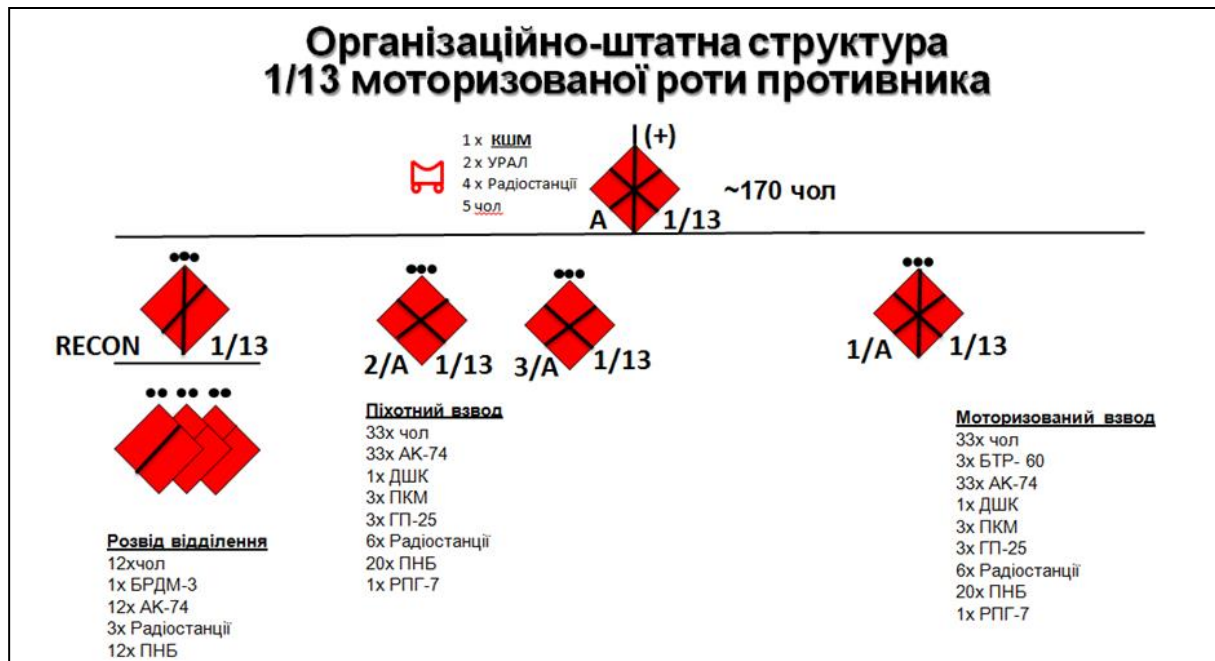 Організаційно-штатна структура
1/13 моторизованої роти противника
1 x КШМ
2 x УРАЛ
4 x Радіостанції
5 чол
(+)
~170 чол
A 1/13
RECON 1/13
2/A 1/13
3/A 1/13
1/A 1/13
Розвід відділення
12хчол
1х БРДМ-3
12х АК-74
3х Радіостанції
12х ПНБ
Піхотний взвод
33х чол
33х АК-74
1х ДШК
3х ПКМ
3х ГП-25
6х Радіостанції
20х ПНБ
1х РПГ-7
Моторизований взвод
33х чол
3х БТР- 60
33х АК-74
1х ДШК
3х ПКМ
3х ГП-25
6х Радіостанції
20х ПНБ
1х РПГ-7